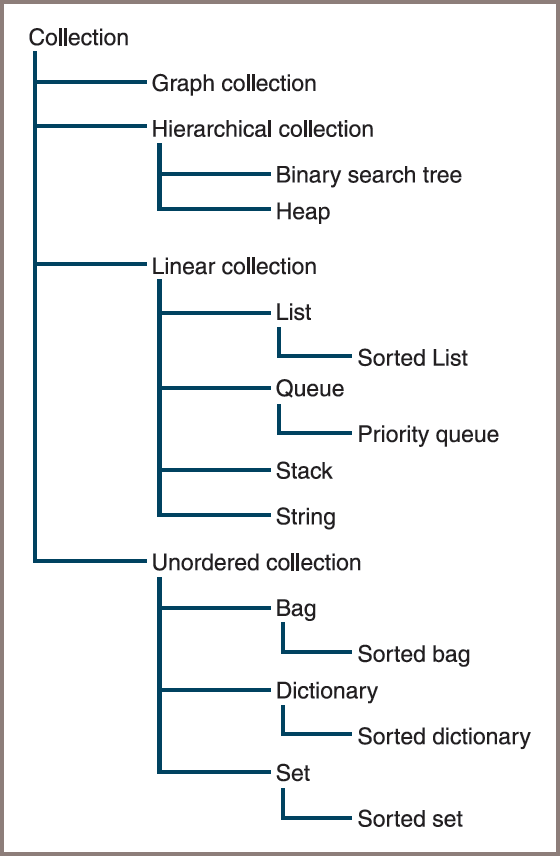 Collection
Graph collection
Hierarchical collection
Binary search tree
Heap
Linear collection
List
Sorted List
Queue
Priority queue
Stack
String
Unordered collection
Bag
Sorted bag
Dictionary
Sorted dictionary
Set
Sorted set